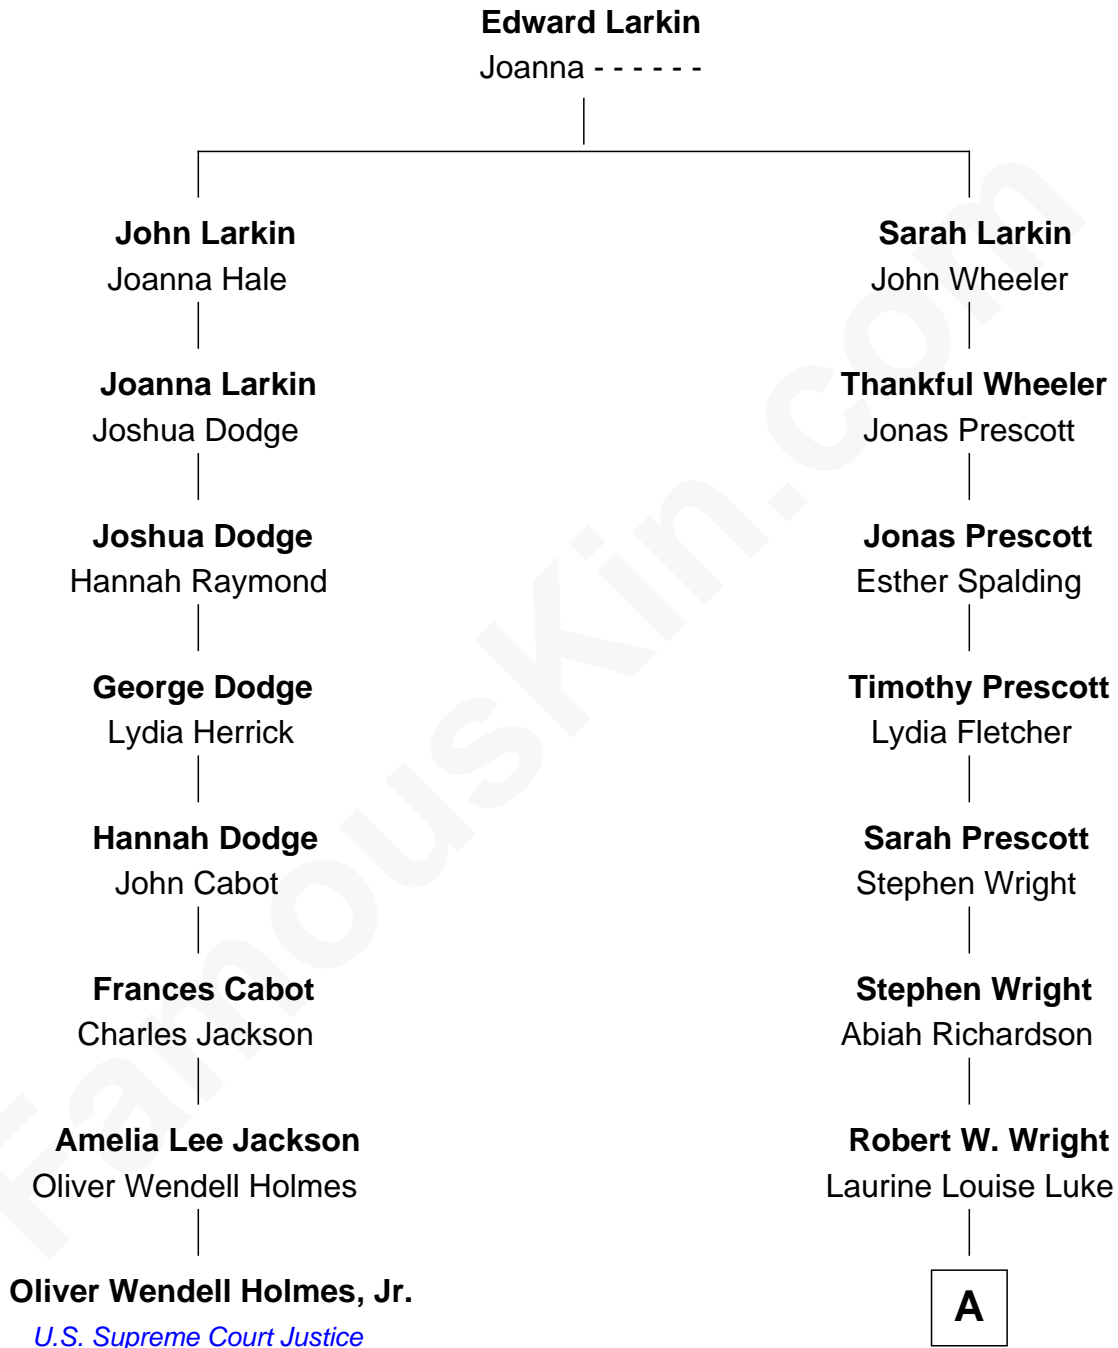 Edward Larkin
Joanna - - - - - -
John Larkin
Joanna Hale
Sarah Larkin
John Wheeler
Joanna Larkin
Joshua Dodge
Thankful Wheeler
Jonas Prescott
Joshua Dodge
Hannah Raymond
Jonas Prescott
Esther Spalding
George Dodge
Lydia Herrick
Timothy Prescott
Lydia Fletcher
Hannah Dodge
John Cabot
Sarah Prescott
Stephen Wright
Frances Cabot
Charles Jackson
Stephen Wright
Abiah Richardson
Amelia Lee Jackson
Oliver Wendell Holmes
Robert W. Wright
Laurine Louise Luke
Oliver Wendell Holmes, Jr.
U.S. Supreme Court Justice
A
FamousKin.com